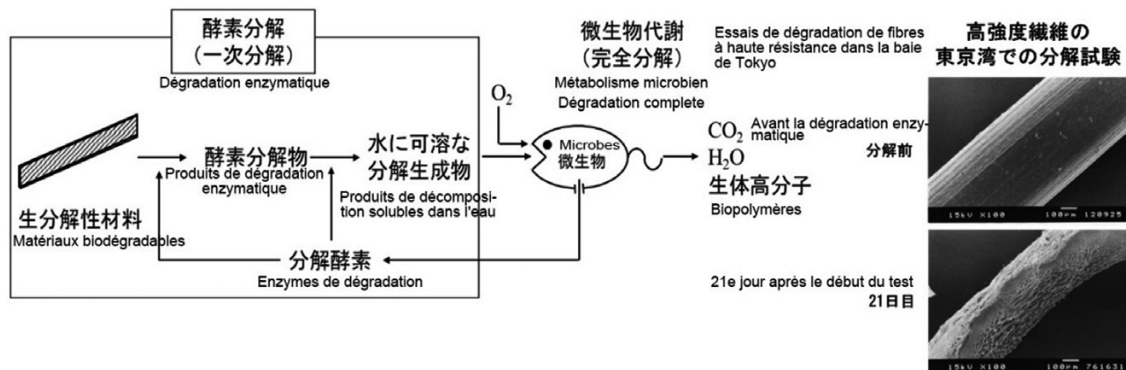 酵素分解
（一次分解）
Dégradation enzymatique
生分解性材料
Matériaux biodégradables
酵素分解物
Produits de dégradation
enzymatique
水に可溶な
分解生成物
Produits de décomposi-
tion solubles dans l'eau
分解酵素
Enzymes de dégradation
微生物代謝
（完全分解）
Métabolisme microbien
Dégradation complete
O₂
Microbes
微生物
CO₂
H₂O
生体高分子
Biopolymères
Essais de dégradation de fibres
à haute résistance dans la baie
de Tokyo
高強度繊維の
東京湾での分解試験
Avant la dégradation enzy-
matique
分解前
15kV X100 100µm 120925
21e jour après le début du test
21日目
15kV X100 100µm 761631